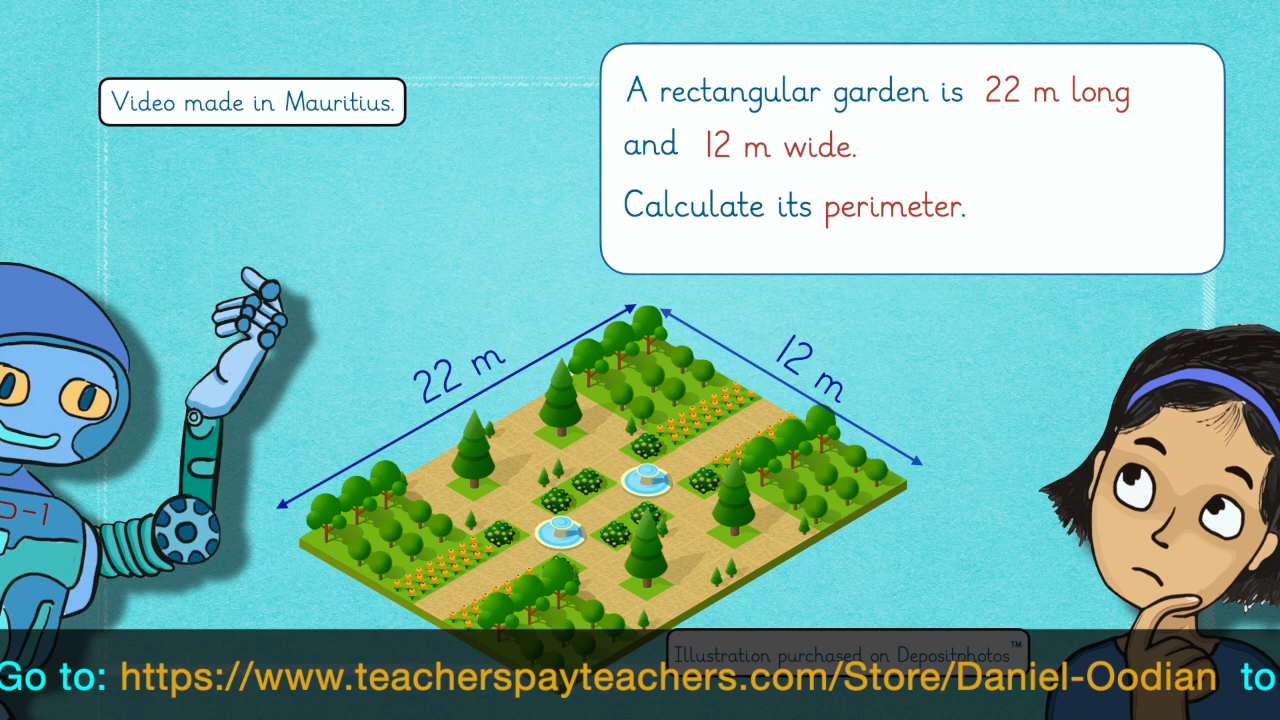 Video made in Mauritius.
A rectangular garden is 22 m long
and 12 m wide.
Calculate its perimeter.
22 m
12 m
D-1
Illustration purchased on Depositphotos™
Go to: https://www.teacherspayteachers.com/Store/Daniel-Oodian to